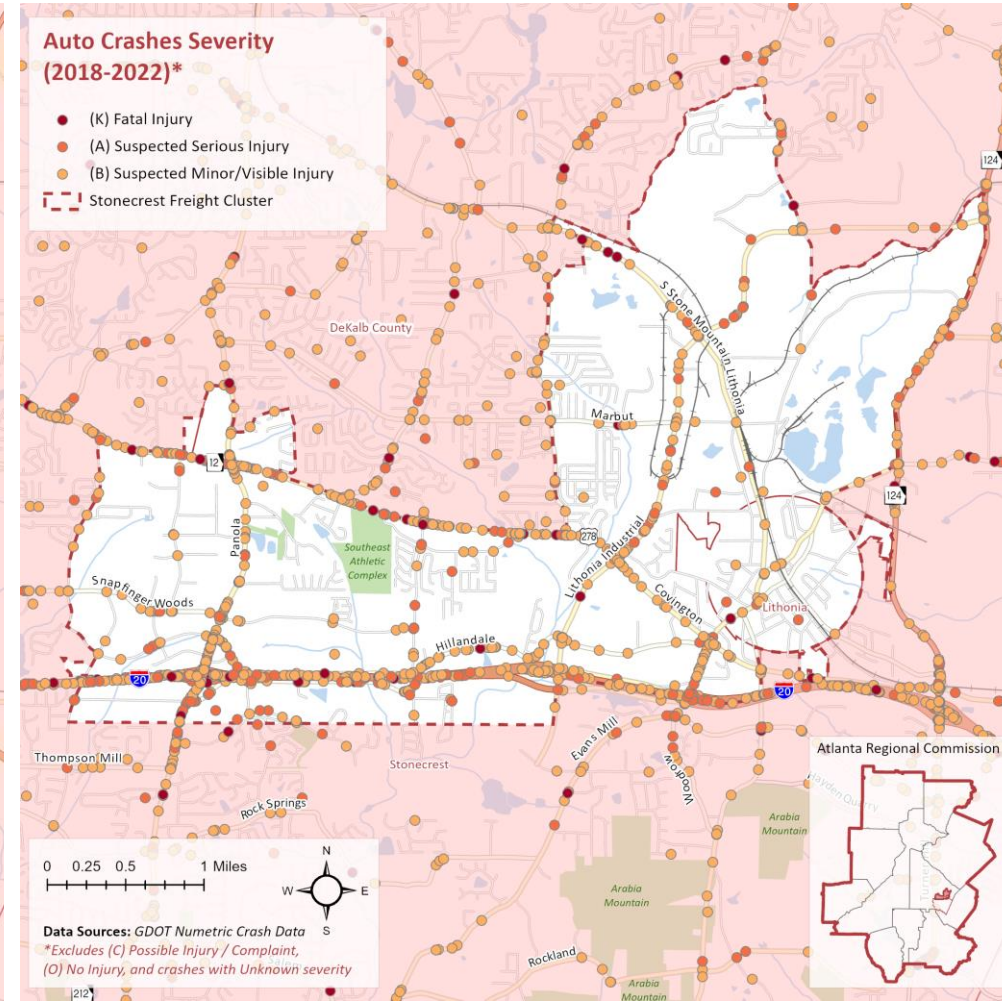 Auto Crashes Severity
(2018-2022)*
(K) Fatal Injury
(A) Suspected Serious Injury
(B) Suspected Minor/Visible Injury
Stonecrest Freight Cluster
124
DeKalb County
S Stone Mountain Lithonia
Marbut
12
Panola
Southeast
Athletic
Complex
278
124
Lithonia Industrial
Snapfinger Woods
Covington
Lithonia
Hillandale
20
20
Evans Mill
Thompson Mill
Stonecrest
Woodrow
Rock Springs
Hayden Quarry
Arabia
Mountain
Arabia
Mountain
Rockland
Arabia
Mountain
212
0 0.25 0.5 1 Miles
N
W E
S
Data Sources: GDOT Numeric Crash Data
*Excludes (C) Possible Injury / Complaint,
(O) No Injury, and crashes with Unknown severity
Atlanta Regional Commission